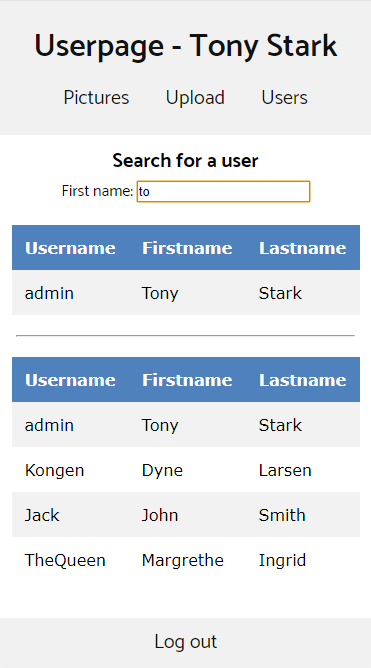 Userpage - Tony Stark
Pictures Upload Users
Search for a user
First name: to
Username Firstname Lastname
admin Tony Stark
Username Firstname Lastname
admin Tony Stark
Kongen Dyne Larsen
Jack John Smith
TheQueen Margrethe Ingrid
Log out